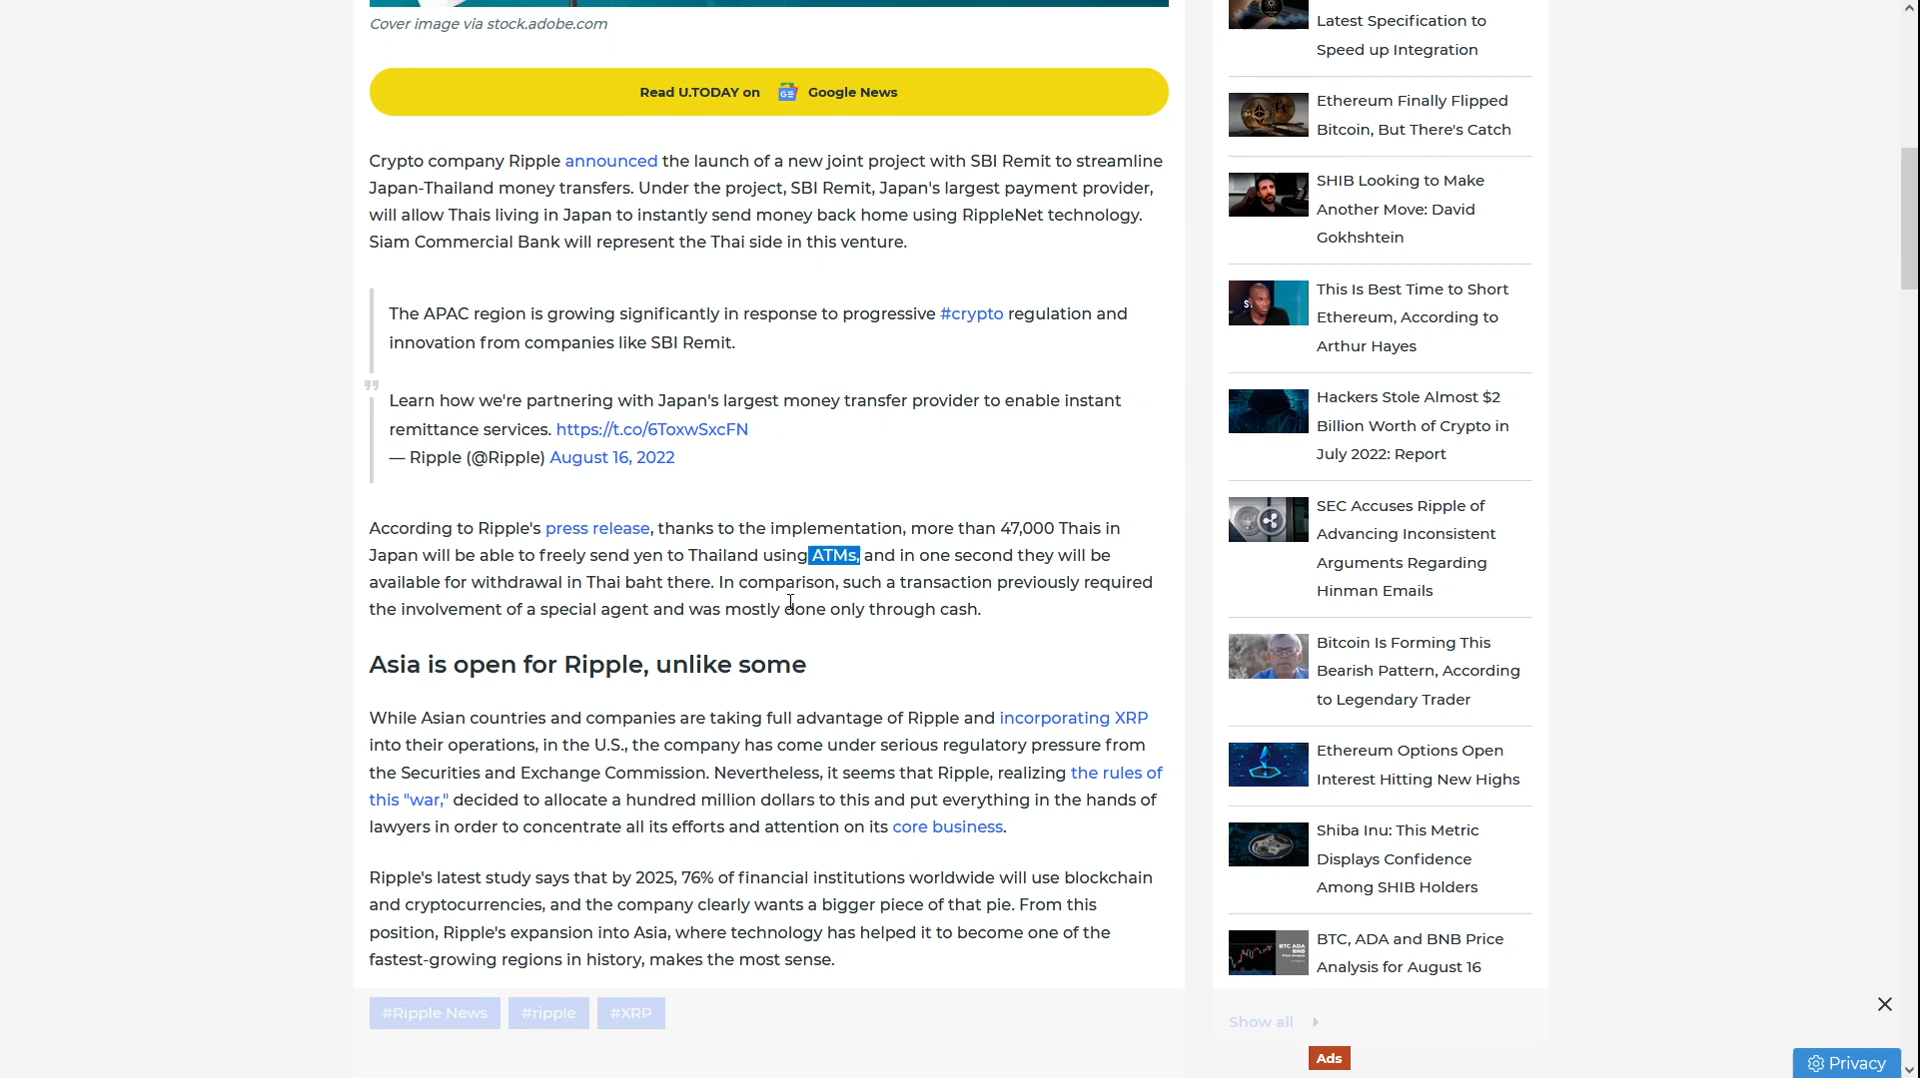 Cover image via stock.adobe.com
Read U.TODAY on Google News
Crypto company Ripple announced the launch of a new joint project with SBI Remit to streamline
Japan-Thailand money transfers. Under the project, SBI Remit, Japan's largest payment provider,
will allow Thais living in Japan to instantly send money back home using RippleNet technology.
Siam Commercial Bank will represent the Thai side in this venture.
The APAC region is growing significantly in response to progressive #crypto regulation and
innovation from companies like SBI Remit.
Learn how we're partnering with Japan's largest money transfer provider to enable instant
remittance services. https://t.co/6ToxwSxcFN
— Ripple (@Ripple) August 16, 2022
According to Ripple's press release, thanks to the implementation, more than 47,000 Thais in
Japan will be able to freely send yen to Thailand using ATMs, and in one second they will be
available for withdrawal in Thai baht there. In comparison, such a transaction previously required
the involvement of a special agent and was mostly done only through cash.
Asia is open for Ripple, unlike some
While Asian countries and companies are taking full advantage of Ripple and incorporating XRP
into their operations, in the U.S., the company has come under serious regulatory pressure from
the Securities and Exchange Commission. Nevertheless, it seems that Ripple, realizing the rules of
this "war," decided to allocate a hundred million dollars to this and put everything in the hands of
lawyers in order to concentrate all its efforts and attention on its core business.
Ripple's latest study says that by 2025, 76% of financial institutions worldwide will use blockchain
and cryptocurrencies, and the company clearly wants a bigger piece of that pie. From this
position, Ripple's expansion into Asia, where technology has helped it to become one of the
fastest-growing regions in history, makes the most sense.
#Ripple News #ripple #XRP
Latest Specification to
Speed up Integration
Ethereum Finally Flipped
Bitcoin, But There's Catch
SHIB Looking to Make
Another Move: David
Gokhshtein
This Is Best Time to Short
Ethereum, According to
Arthur Hayes
Hackers Stole Almost $2
Billion Worth of Crypto in
July 2022: Report
SEC Accuses Ripple of
Advancing Inconsistent
Arguments Regarding
Hinman Emails
Bitcoin Is Forming This
Bearish Pattern, According
to Legendary Trader
Ethereum Options Open
Interest Hitting New Highs
Shiba Inu: This Metric
Displays Confidence
Among SHIB Holders
BTC, ADA and BNB Price
Analysis for August 16
Show all
Ads
Privacy